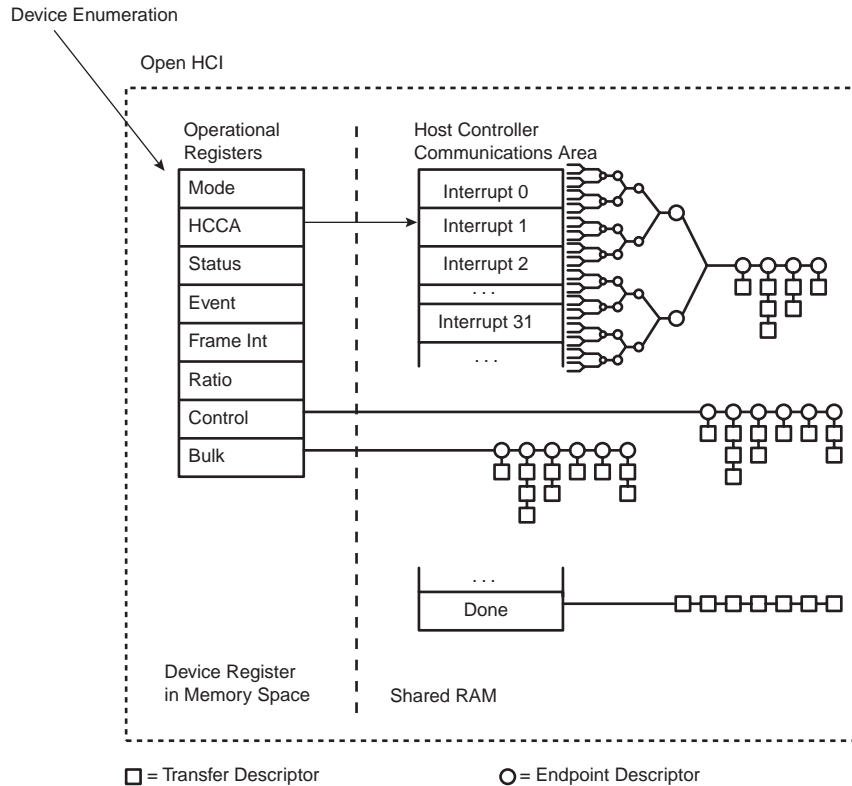 Device Enumeration
Open HCI
Operational
Registers
Mode
HCCA
Status
Event
Frame Int
Ratio
Control
Bulk
Host Controller
Communications Area
Interrupt 0
Interrupt 1
Interrupt 2
. . .
Interrupt 31
. . .
. . .
Done
Device Register
in Memory Space
Shared RAM
= Transfer Descriptor
= Endpoint Descriptor